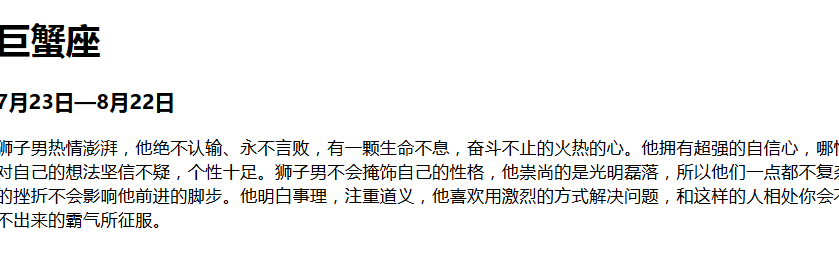 巨蟹座
7月23日—8月22日
狮子男热情澎湃，他绝不认输、永不言败，有一颗生命不息，奋斗不止的火热的心。他拥有超强的自信心，哪
对自己的想法坚信不疑，个性十足。狮子男不会掩饰自己的性格，他崇尚的是光明磊落，所以他们一点都不复
的挫折不会影响他前进的脚步。他明白事理，注重道义，他喜欢用激烈的方式解决问题，和这样的人相处你会
不出来的霸气所征服。